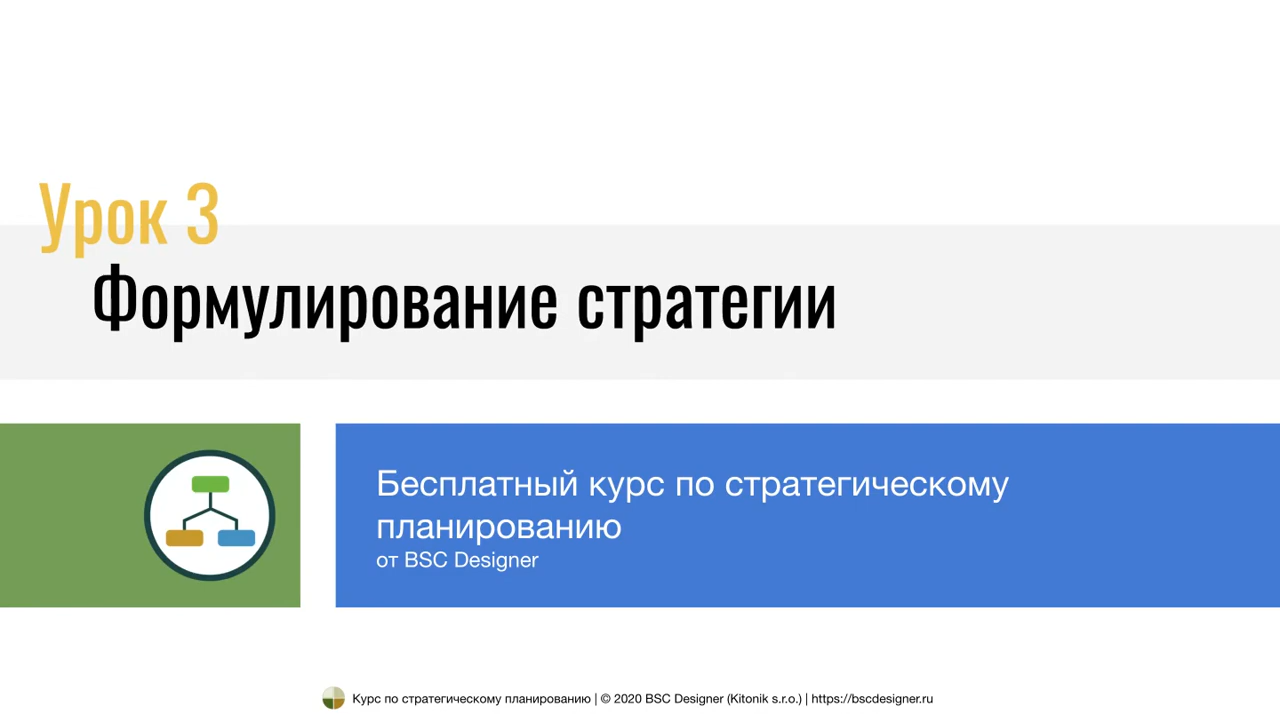 Урок 3
Формулирование стратегии
Бесплатный курс по стратегическому
планированию
от BSC Designer
Курс по стратегическому планированию | © 2020 BSC Designer (Kitonik s.r.o.) | https://bscdesigner.ru